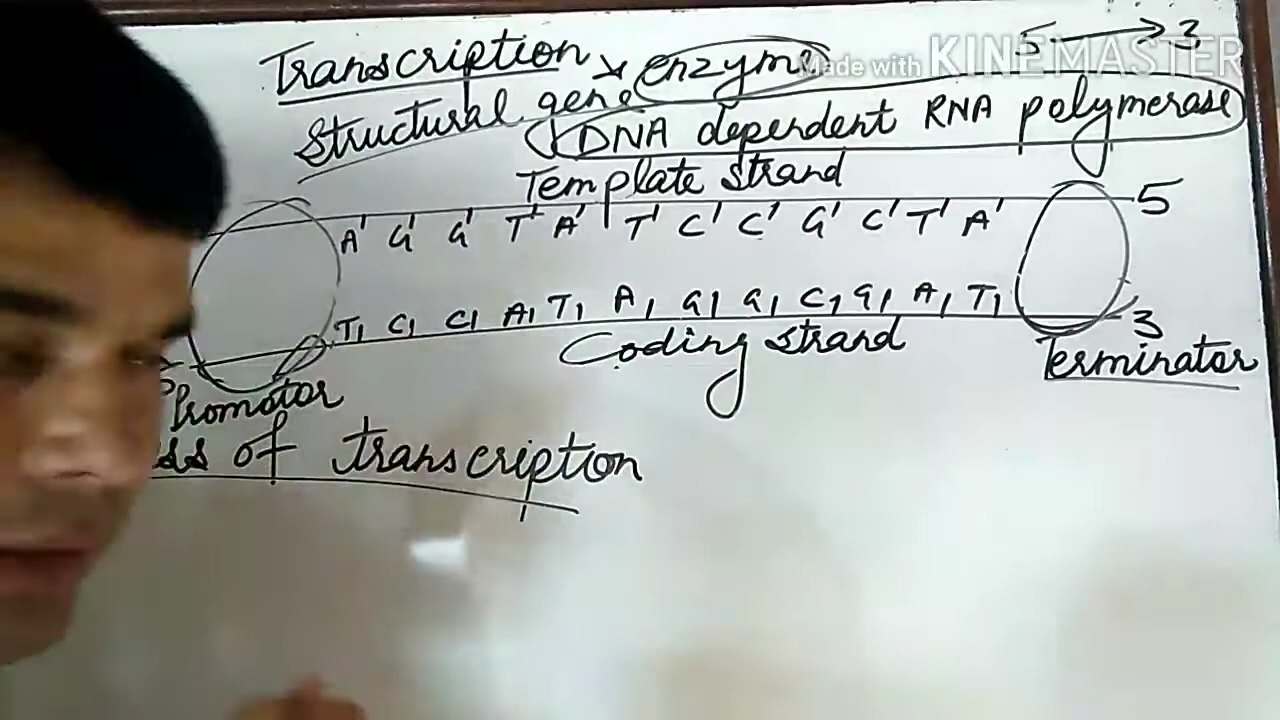 Transcription enzyme 5 → 3
Made with KINEMASTER
Structural gene
DNA dependent RNA polymerase
Template strand
5
A G G T A T C C G C T A
T C C A T A G G C G A T
3
Coding strand
Terminator
Promotor
of transcription